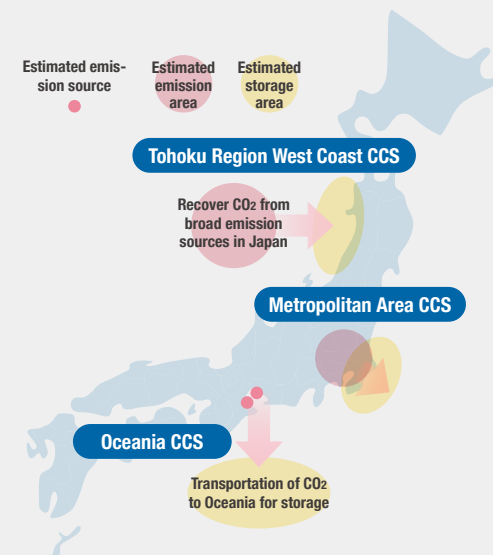 Estimated emis-
sion source
Estimated
emission
area
Estimated
storage
area
Tohoku Region West Coast CCS
Recover CO2 from
broad emission
sources in Japan
Metropolitan Area CCS
Oceania CCS
Transportation of CO2
to Oceania for storage